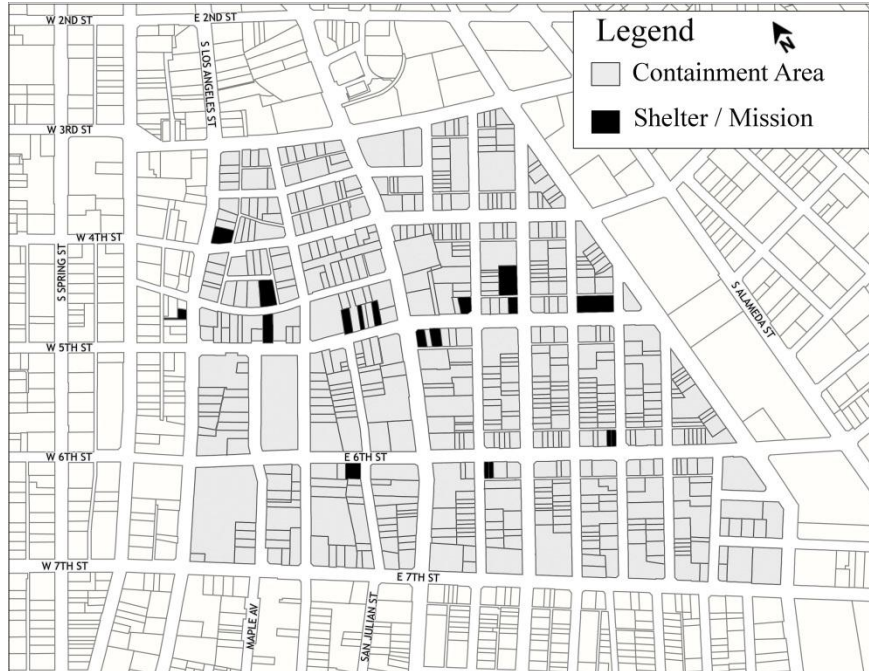 W 2ND ST
E 2ND ST
S LOS ANGELES ST
Legend
N
Containment Area
Shelter / Mission
W 3RD ST
W 4TH ST
S SPRING ST
S ALAMEDA ST
W 5TH ST
W 6TH ST
E 6TH ST
W 7TH ST
E 7TH ST
MAPLE AV
SAN JULIAN ST